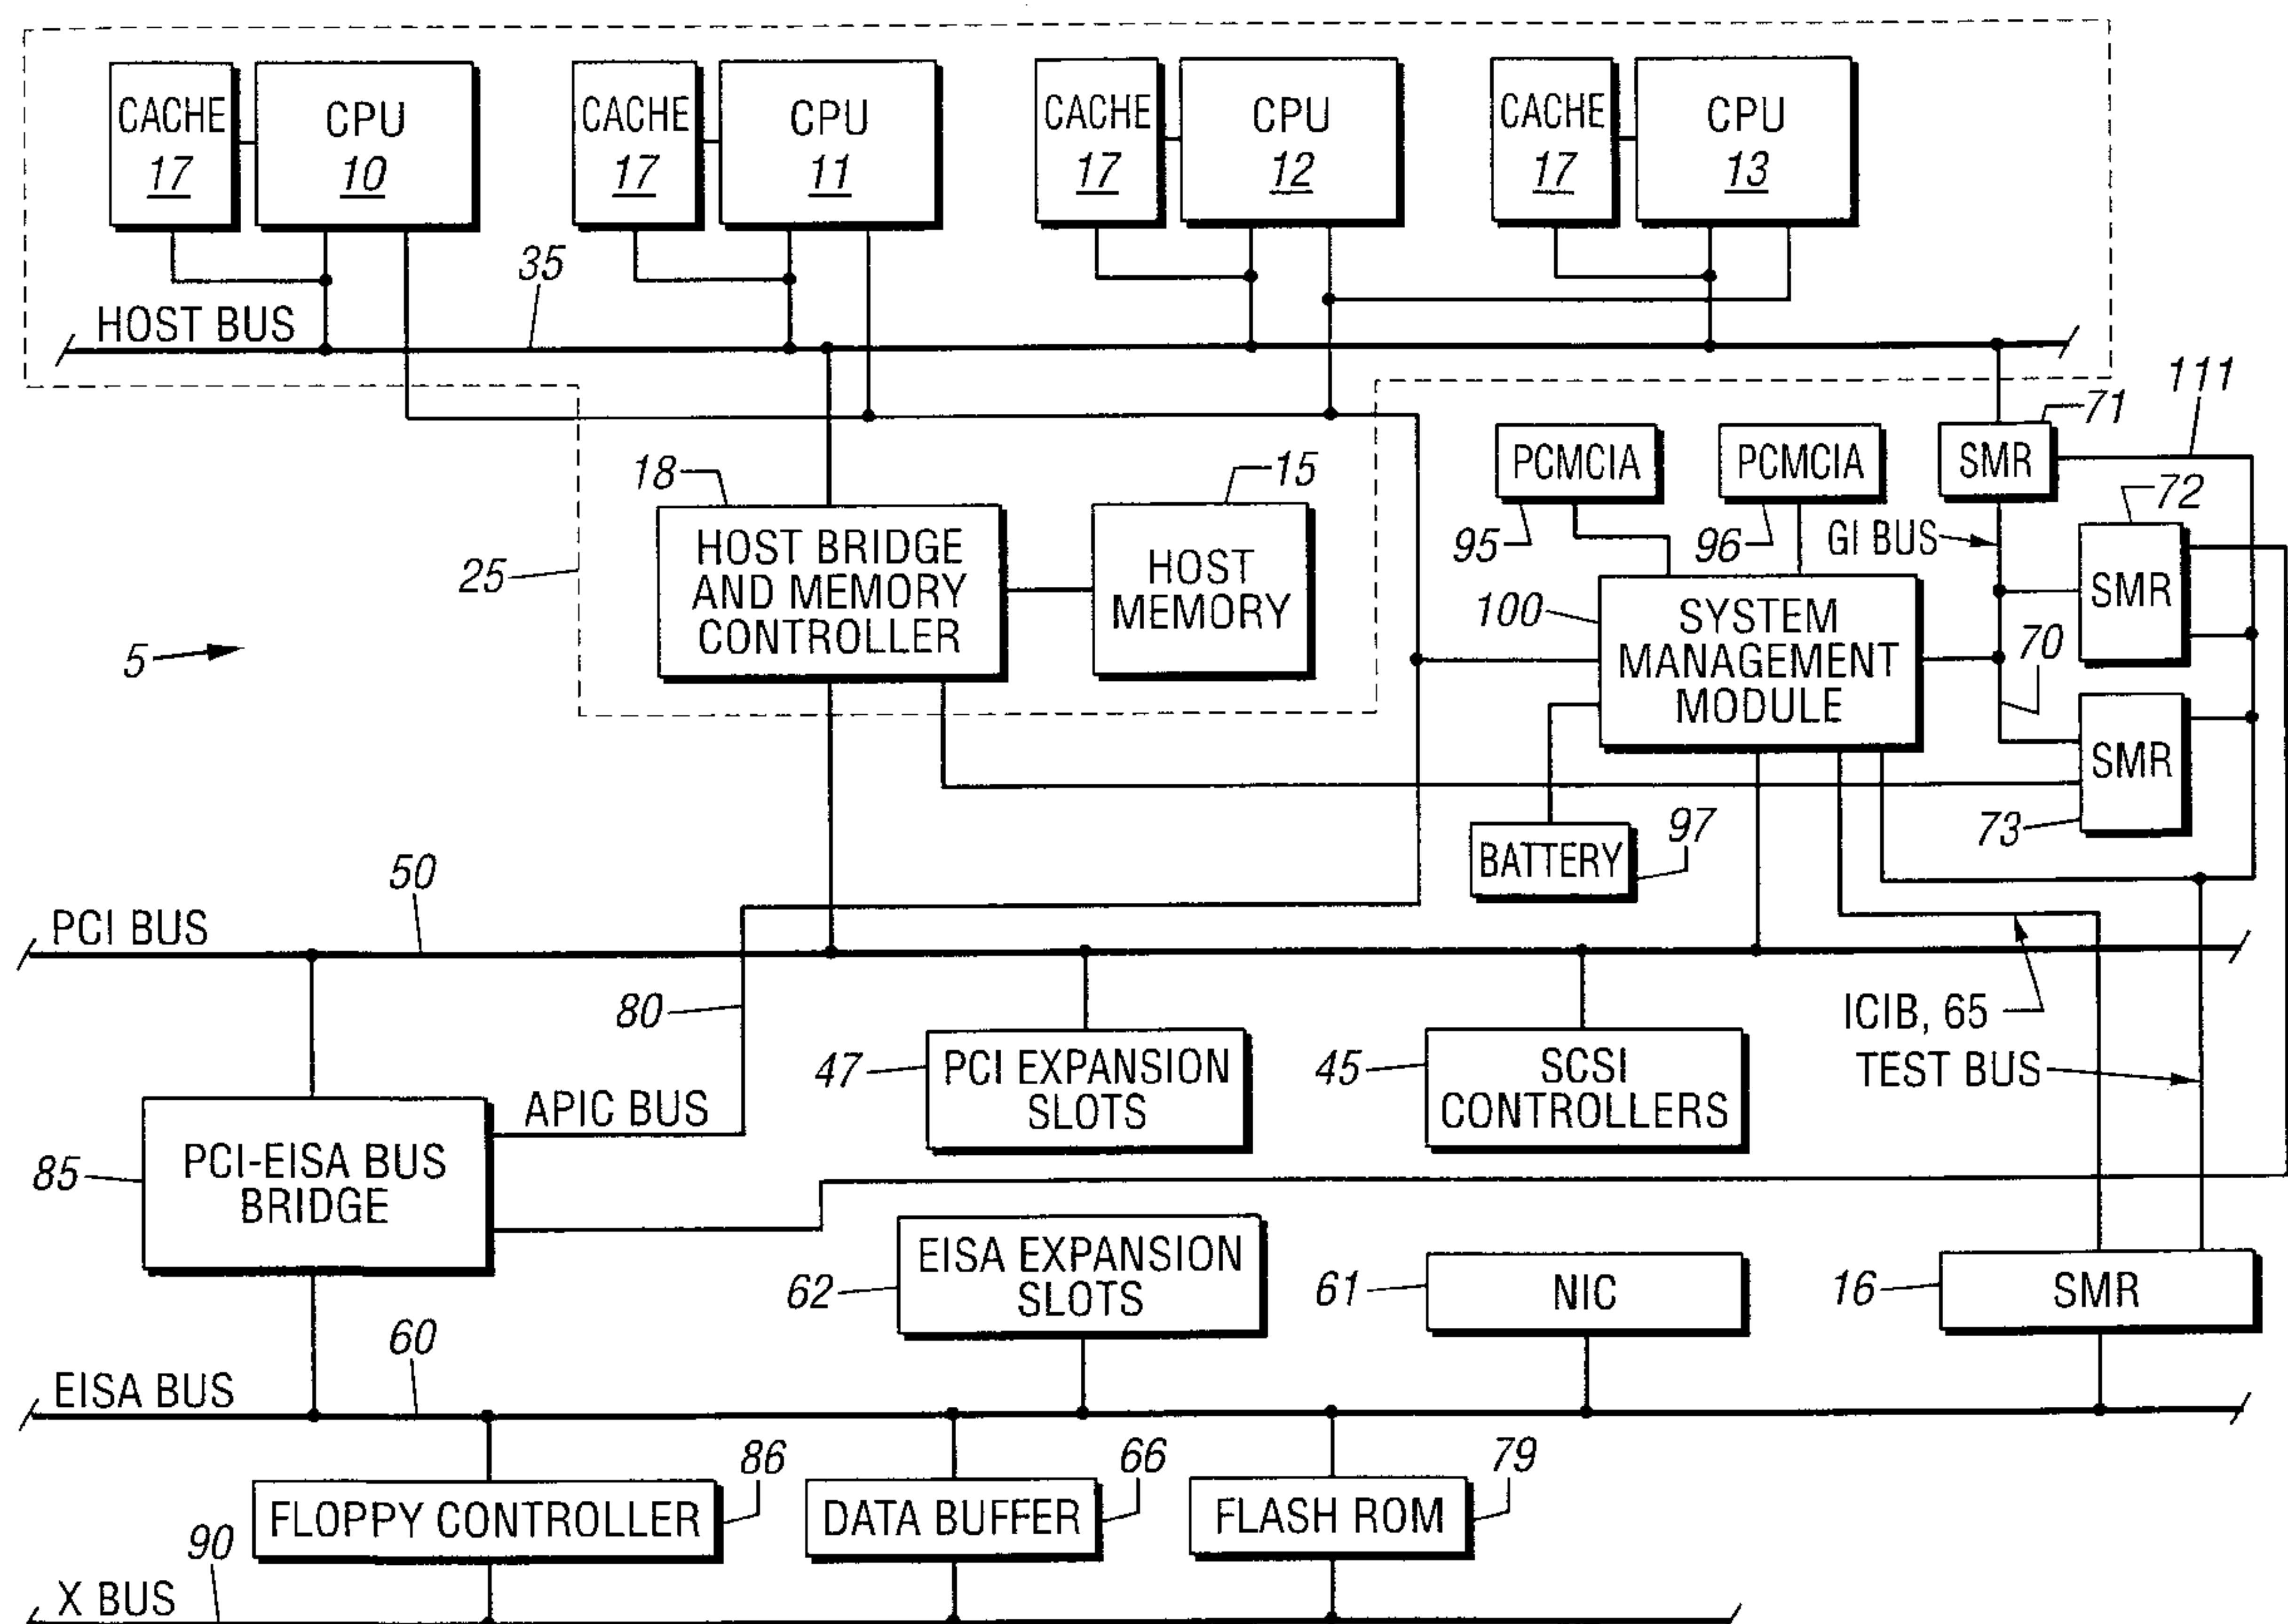 CACHE
17
CPU
10
CACHE
17
CPU
11
CACHE
17
CPU
12
CACHE
17
CPU
13
35
HOST BUS
111
71
SMR
PCMCIA
PCMCIA
18
15
72
HOST BRIDGE
AND MEMORY
CONTROLLER
HOST
MEMORY
25
95
96
GI BUS
SMR
100
SYSTEM
MANAGEMENT
MODULE
70
5
SMR
73
BATTERY
97
50
PCI BUS
80
ICIB, 65
TEST BUS
47
PCI EXPANSION
SLOTS
45
SCSI
CONTROLLERS
APIC BUS
85
PCI-EISA BUS
BRIDGE
62
EISA EXPANSION
SLOTS
61
NIC
16
SMR
60
EISA BUS
FLOPPY CONTROLLER
86
DATA BUFFER
66
FLASH ROM
79
90
X BUS